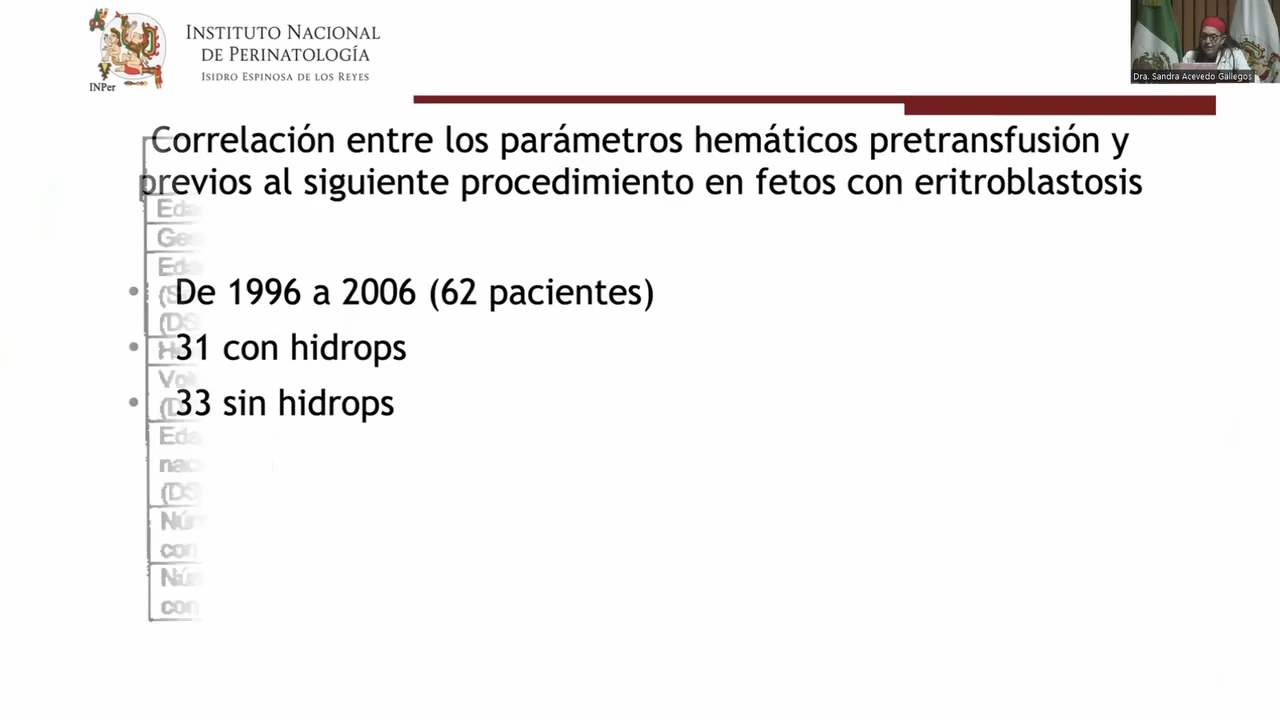 INPer
INSTITUTO NACIONAL
DE PERINATOLOGÍA
ISIDRO ESPINOSA DE LOS REYES
Dra. Sandra Acevedo Gallegos
Correlación entre los parámetros hemáticos pretransfusión y
previos al siguiente procedimiento en fetos con eritroblastosis
• De 1996 a 2006 (62 pacientes)
• 31 con hidrops
• 33 sin hidrops
con
con